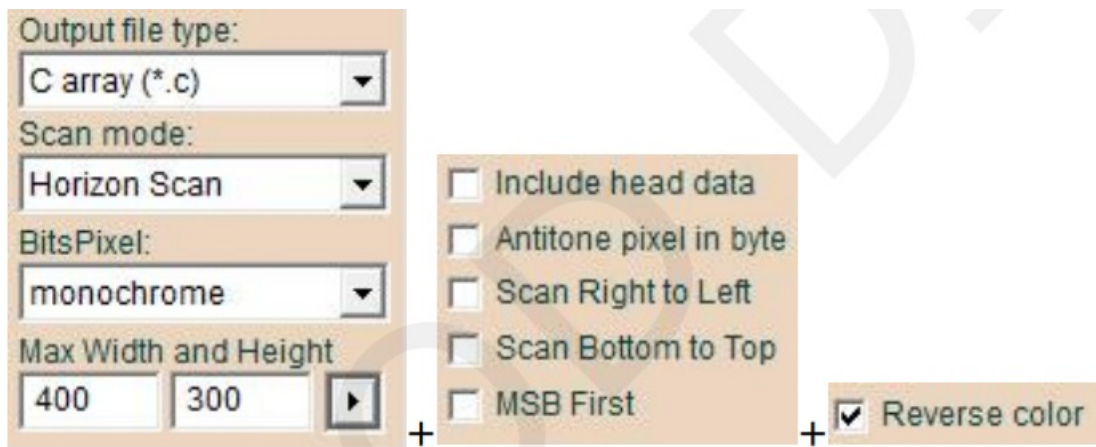 Output file type:
C array (*.c)
Scan mode:
Horizon Scan
BitsPixel:
monochrome
Max Width and Height
400 300
+
Include head data
Antitone pixel in byte
Scan Right to Left
Scan Bottom to Top
MSB First
+
Reverse color